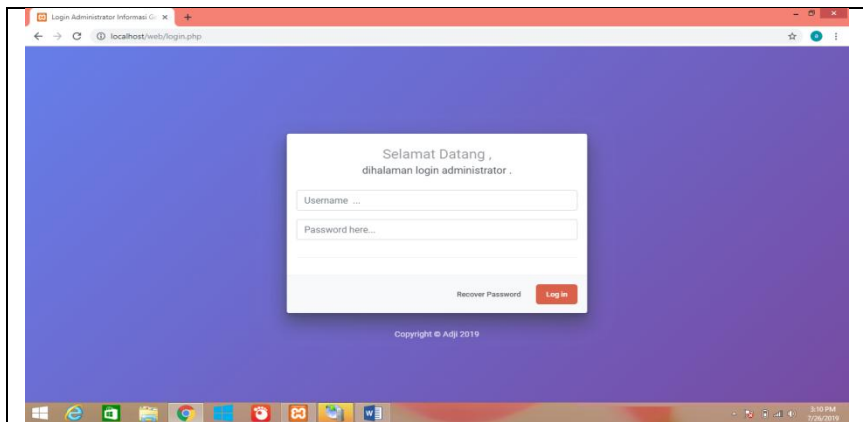 Login Administrator Informasi G
localhost/web/login.php
Selamat Datang ,
dihalaman login administrator .
Username ...
Password here...
Recover Password
Log in
Copyright © Adji 2019
5:10 PM
7/26/2019